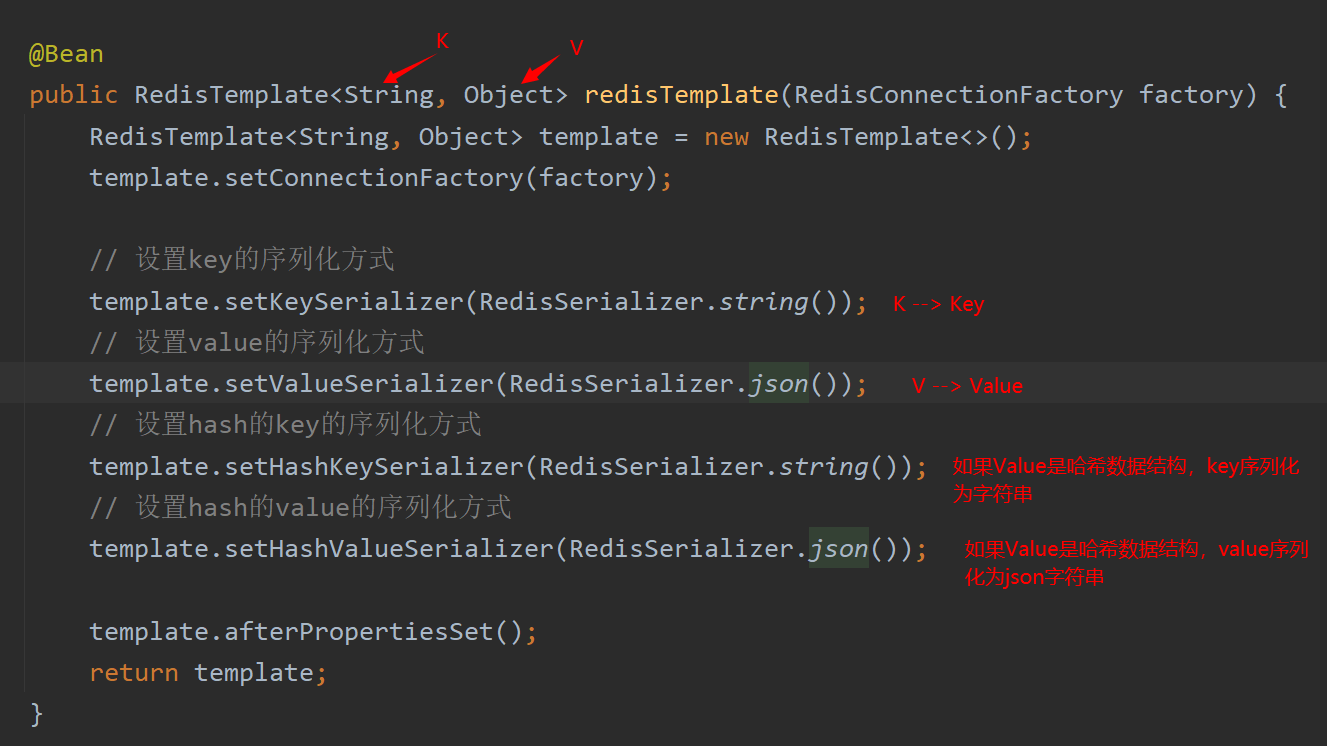 K
V
@Bean
public RedisTemplate<String, Object> redisTemplate(RedisConnectionFactory factory) {
RedisTemplate<String, Object> template = new RedisTemplate<>();
template.setConnectionFactory(factory);
// 设置key的序列化方式
template.setKeySerializer(RedisSerializer.string()); K --> Key
// 设置value的序列化方式
template.setValueSerializer(RedisSerializer.json()); V --> Value
// 设置hash的key的序列化方式
template.setHashKeySerializer(RedisSerializer.string()); 如果Value是哈希数据结构，key序列化
为字符串
// 设置hash的value的序列化方式
template.setHashValueSerializer(RedisSerializer.json()); 如果Value是哈希数据结构，value序列
化为json字符串
template.afterPropertiesSet();
return template;
}